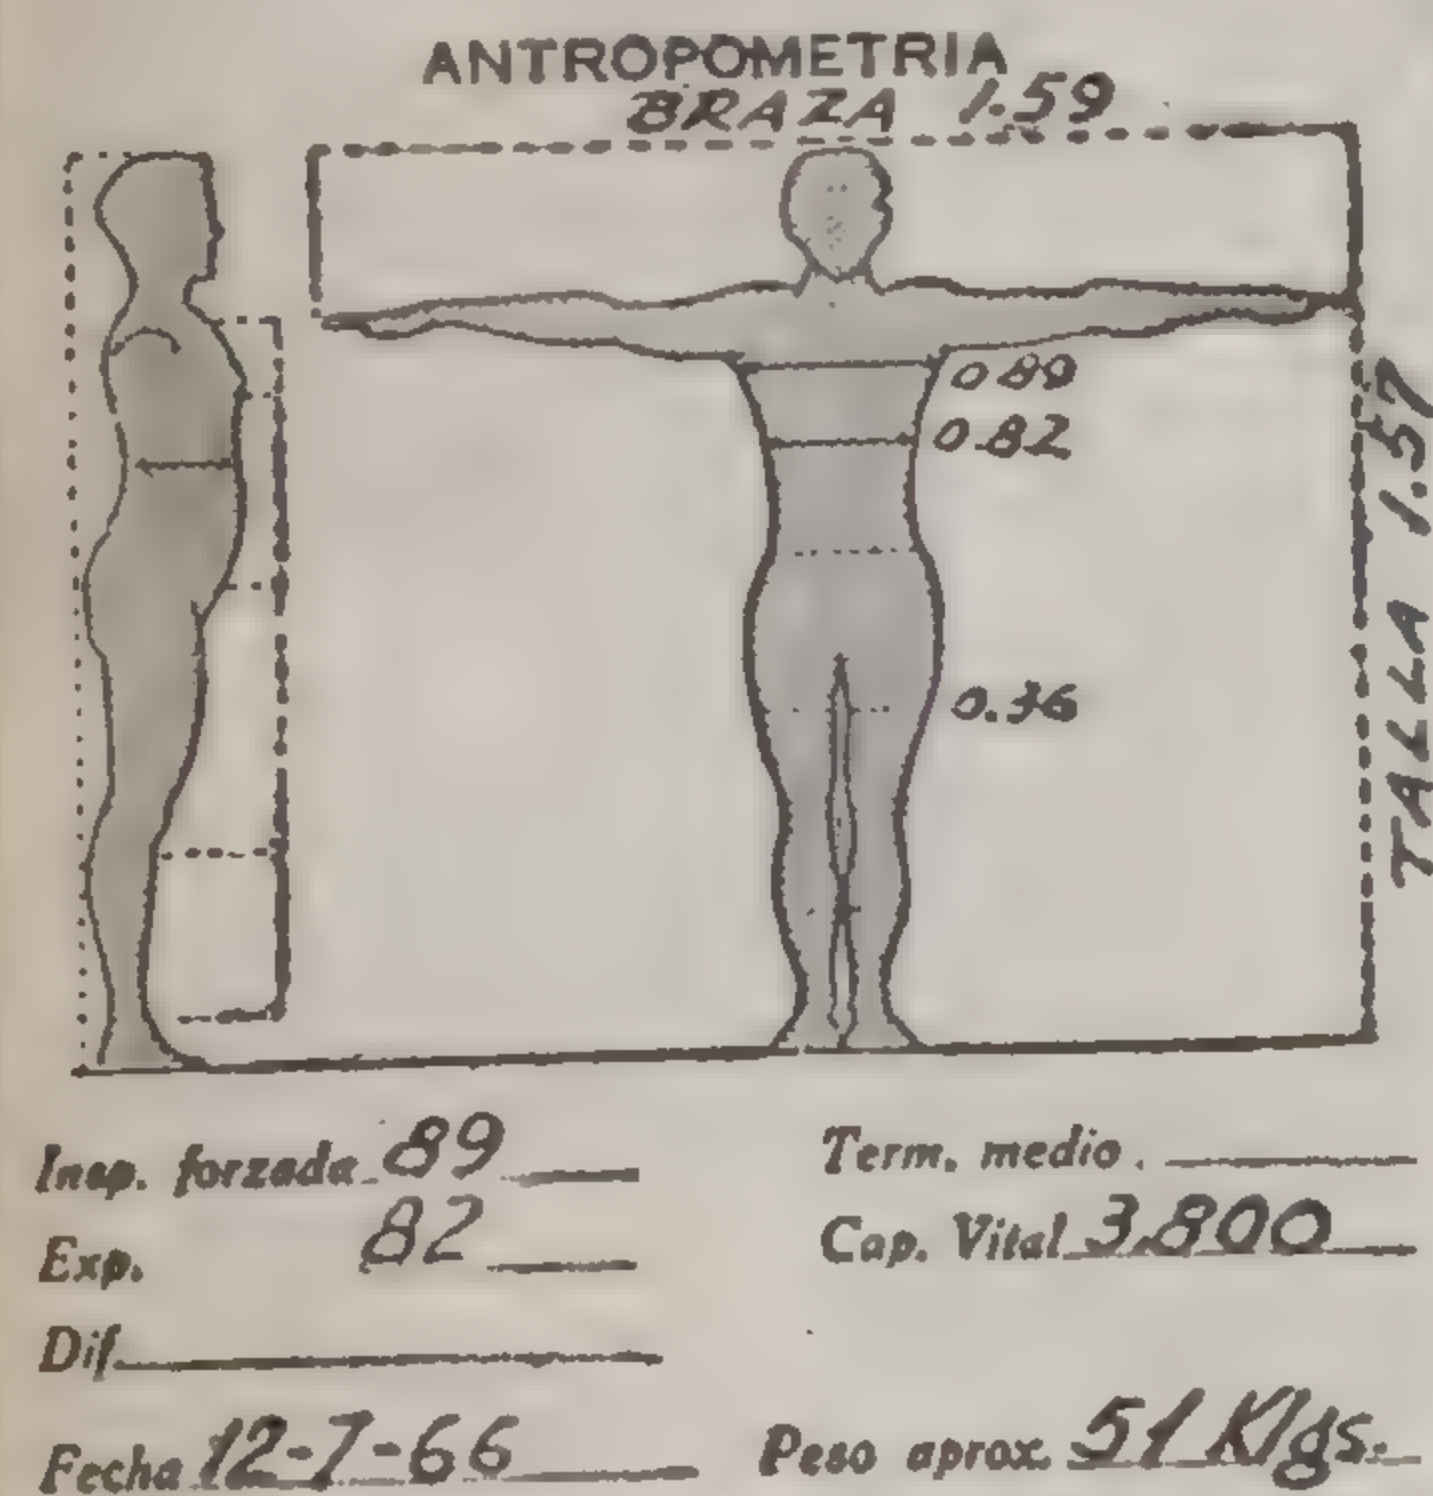 ANTROPOMETRIA
BRAZA 1.59
0 89
0.82
TALLA 1.57
0.36
Insp. forzada 89
Term. medio.
Exp. 82
Cap. Vital 3.800
Dif.
Fecha 12-7-66
Peso aprox. 51 Klgs.